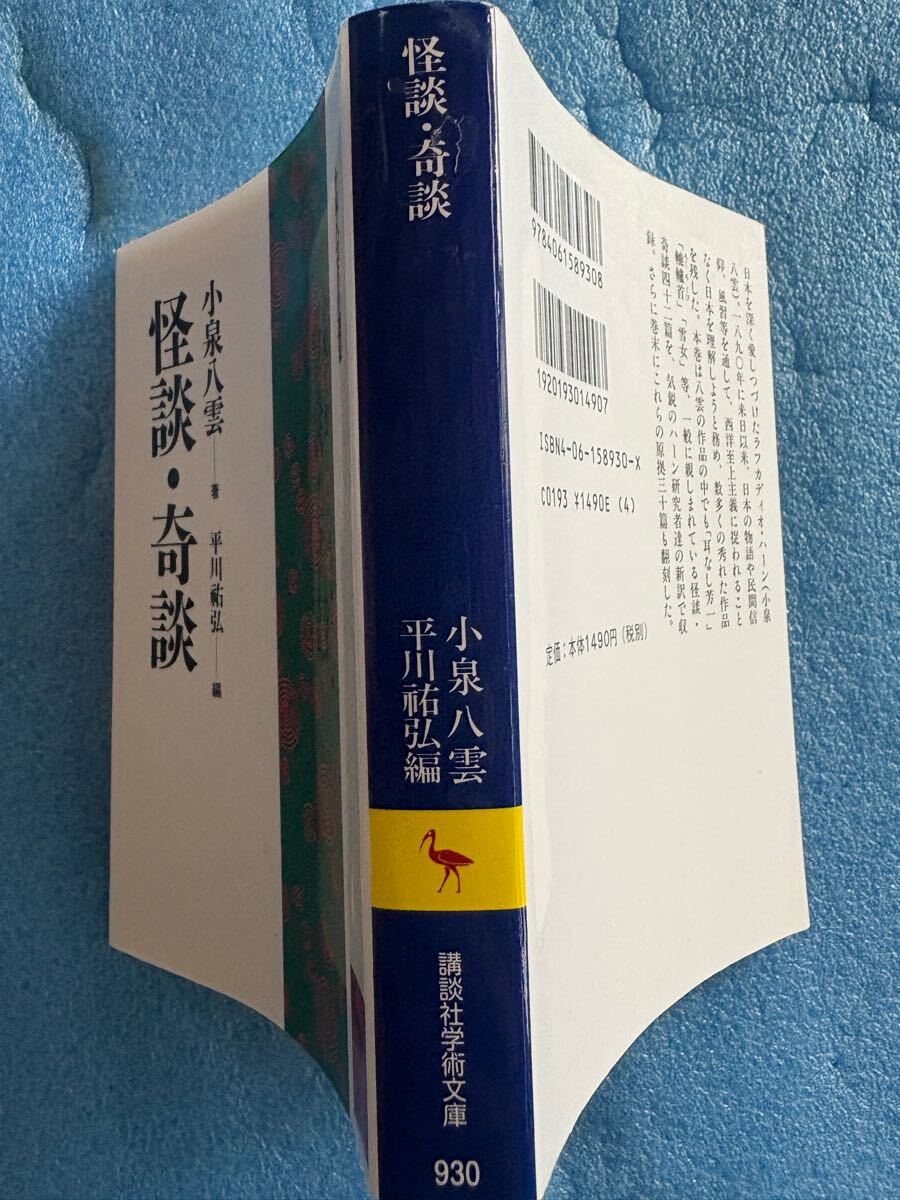 怪談・奇談
小泉八雲
平川祐弘編
講談社学術文庫
930
小泉八雲――著
平川祐弘――編
怪談・奇談
9784061589308
1920193014907
ISBN4-06-158930-X
C0193 ¥1490E (4)
定価:本体1490円(税別)
日本を深く愛しつづけたラフカディオ・ハーン(小泉
八雲)。一八九〇年に来日以来、日本の物語や民間信
仰、風習等を通して、西洋至上主義に捉われること
なく日本を理解しようと務め、数多くの秀れた作品
を残した。本巻は八雲の作品の中でも「耳なし芳一」
「轆轤首」「雪女」等、一般に親しまれている怪談・
奇談四十二篇を、気鋭のハーン研究者達の新訳で収
録。さらに巻末にこれらの原拠三十篇も翻刻した。